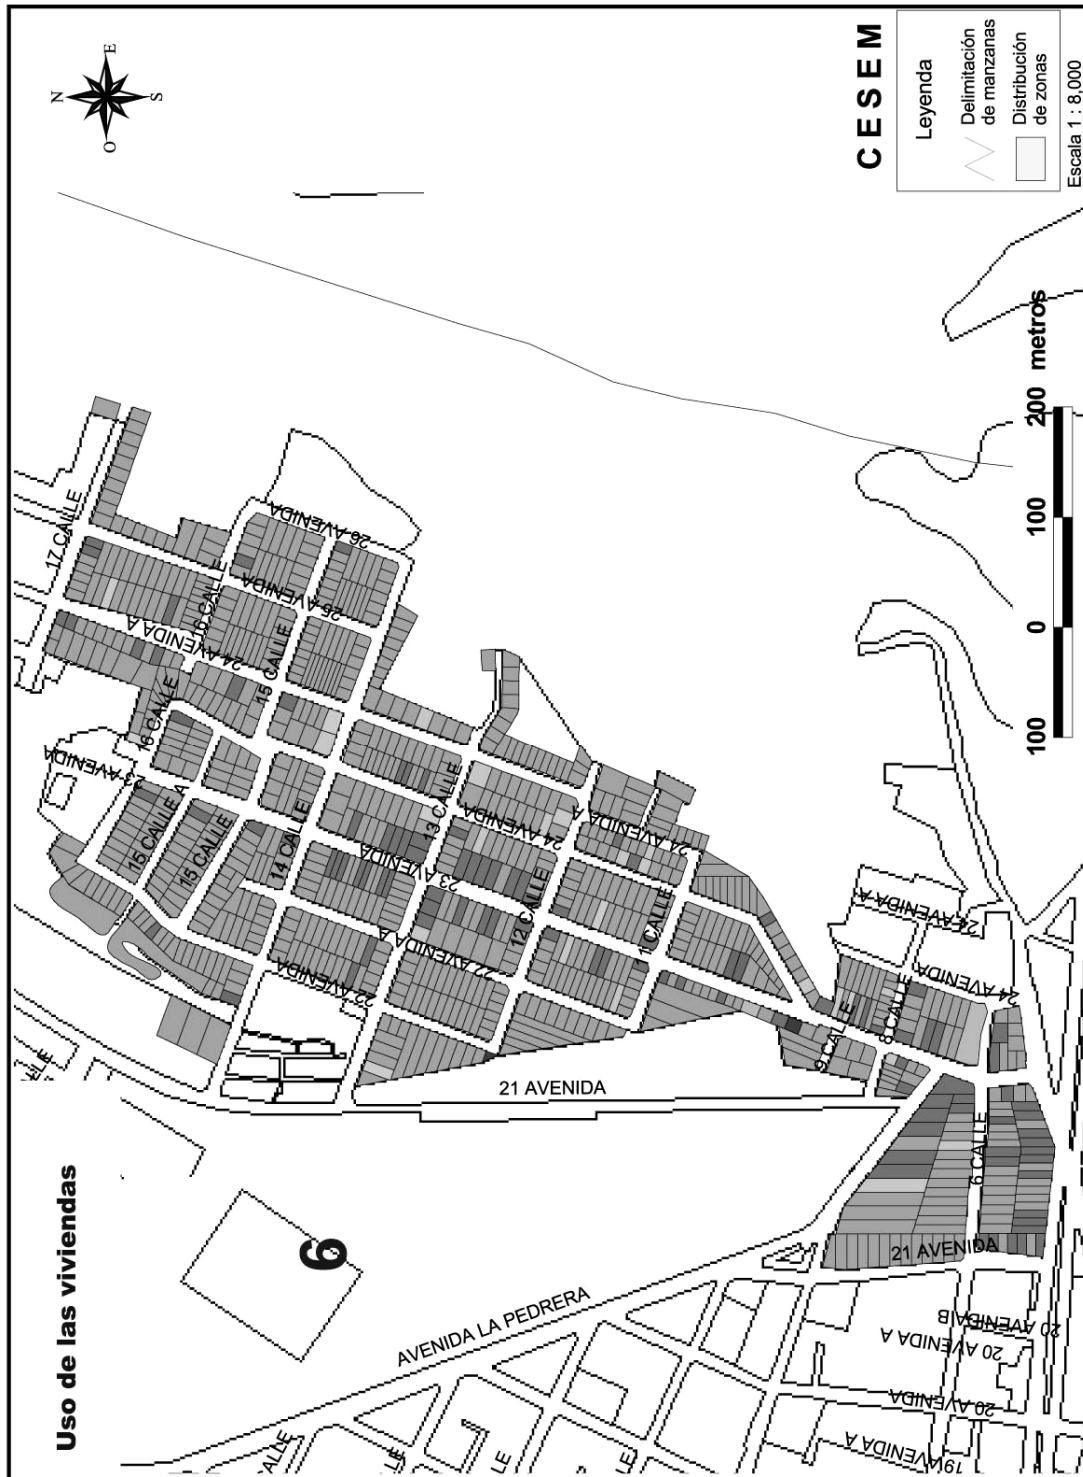 Uso de las viviendas
N
E
S
O
CESEM
Leyenda
Delimitación
de manzanas
Distribución
de zonas
Escala 1 : 8,000
100
0
100
200 metros
6
17 CALLE
16 CALLE
26 AVENIDA
25 AVENIDA
24 AVENIDA A
15 CALLE
16 CALLE
23 AVENIDA
15 CALLE A
15 CALLE
14 CALLE
13 CALLE
24 AVENIDA
24 AVENIDA A
23 AVENIDA
12 CALLE
22 AVENIDA A
22 AVENIDA
11 CALLE
21 AVENIDA
9 CALLE
8 CALLE
24 AVENIDA A
24 AVENIDA
6 CALLE
21 AVENIDA
AVENIDA LA PEDRERA
20 AVENIDA B
20 AVENIDA A
20 AVENIDA
19 AVENIDA A
CALLE